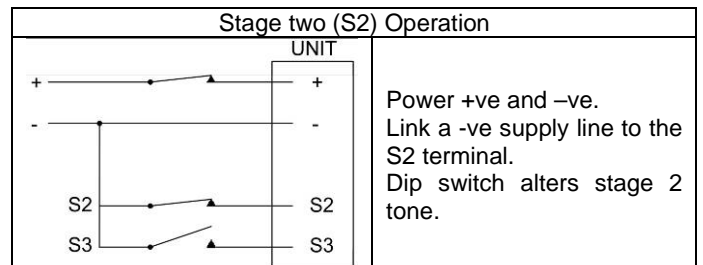 Stage two (S2) Operation
UNIT
+ +
- -
S2 S2
S3 S3
Power +ve and –ve.
Link a -ve supply line to the
S2 terminal.
Dip switch alters stage 2
tone.